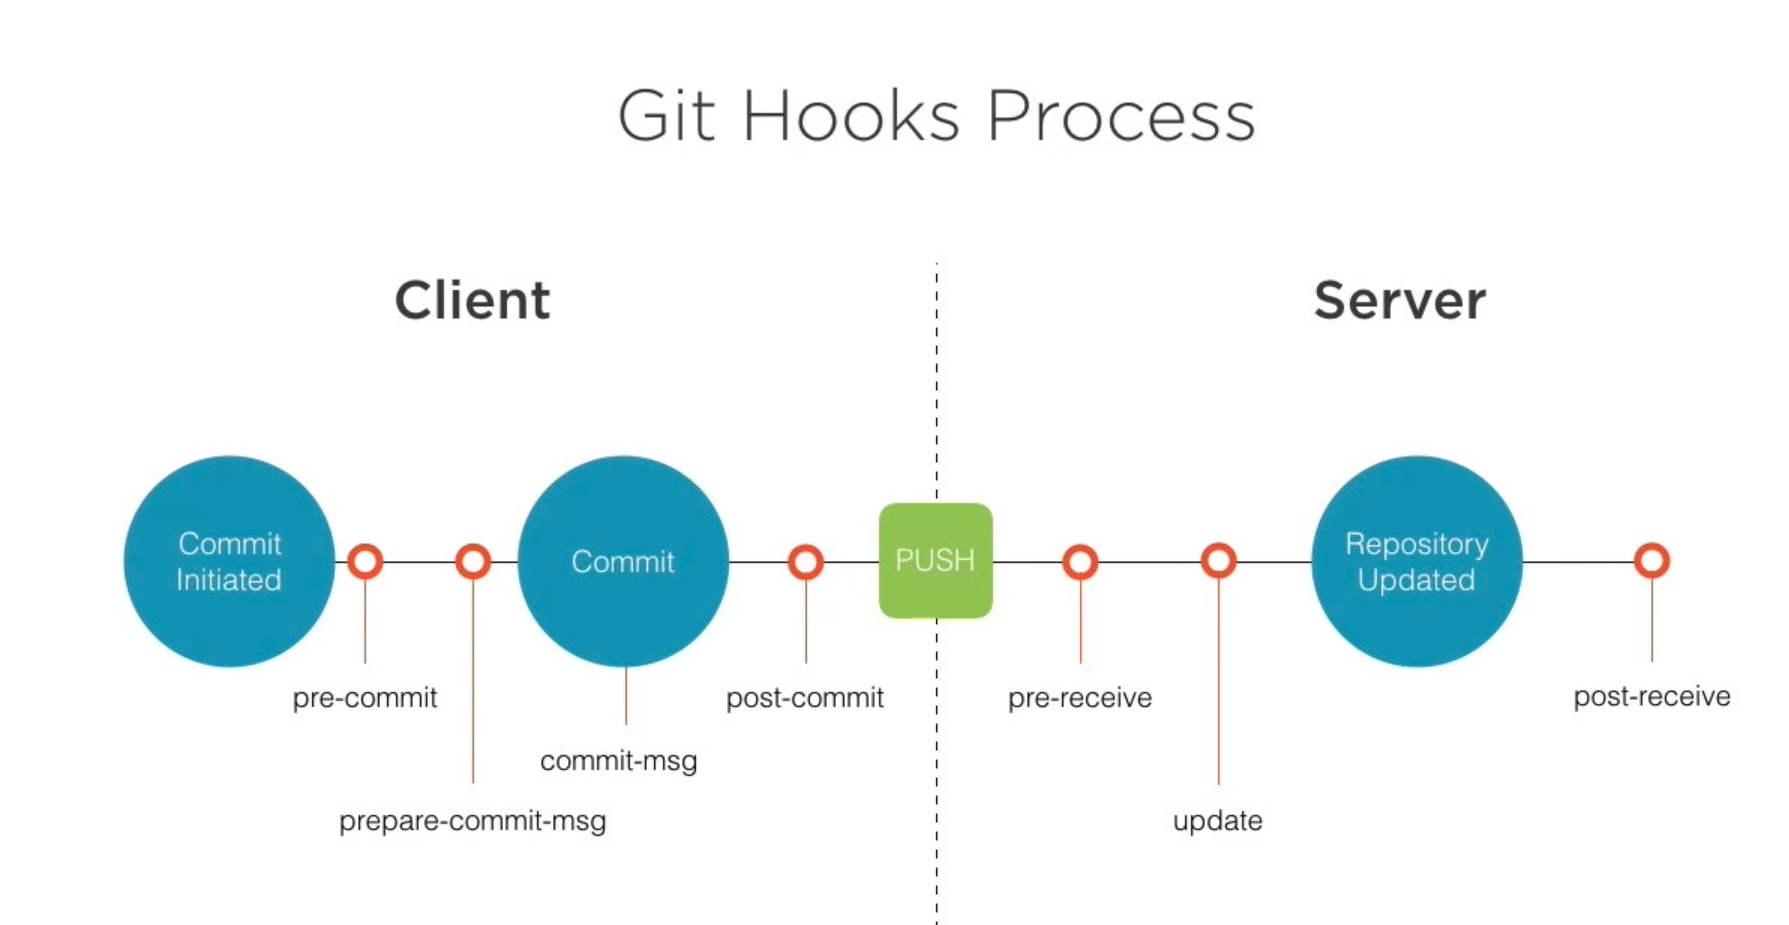 Git Hooks Process
Client
Server
Commit
Initiated
Commit
PUSH
Repository
Updated
pre-commit
post-commit
pre-receive
post-receive
commit-msg
prepare-commit-msg
update